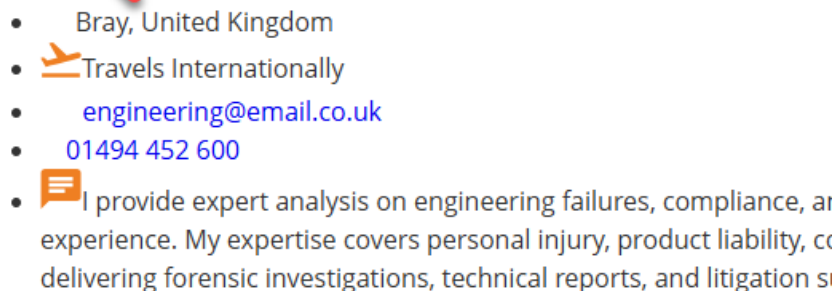 Bray, United Kingdom
Travels Internationally
engineering@email.co.uk
01494 452 600
I provide expert analysis on engineering failures, compliance,
experience. My expertise covers personal injury, product liability,
delivering forensic investigations, technical reports, and litigation